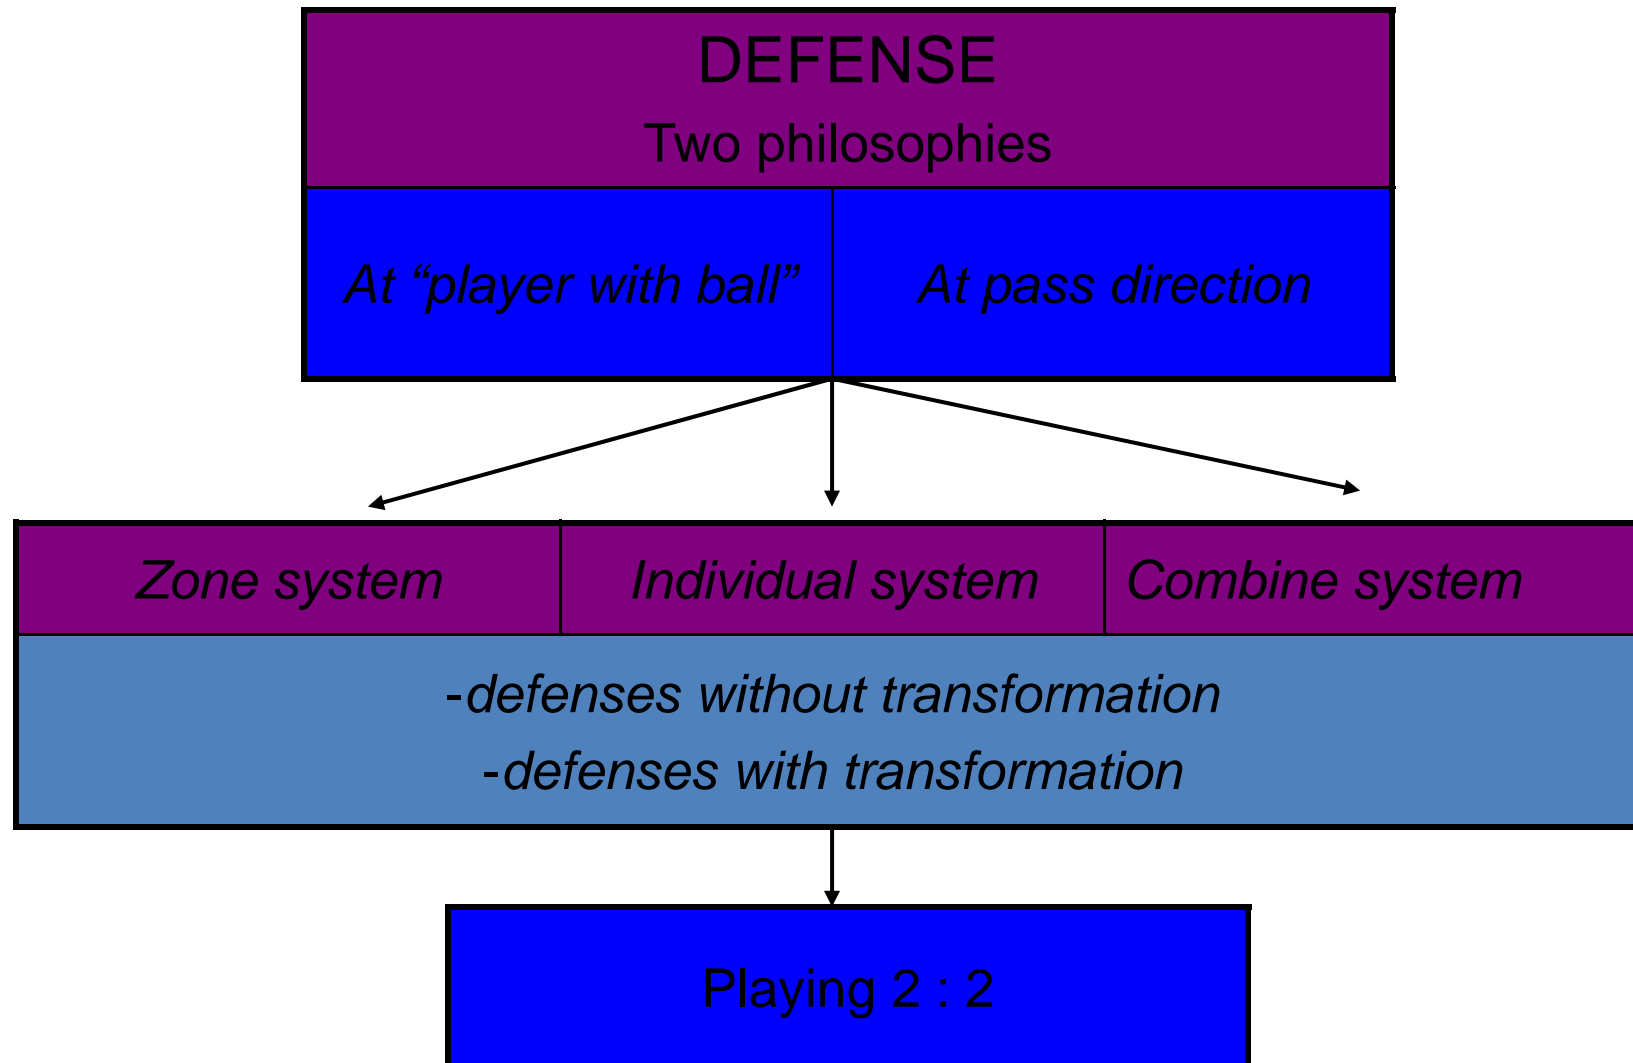 DEFENSE
Two philosophies
At “player with ball”
At pass direction
Zone system
Individual system
Combine system
-defenses without transformation
-defenses with transformation
Playing 2 : 2